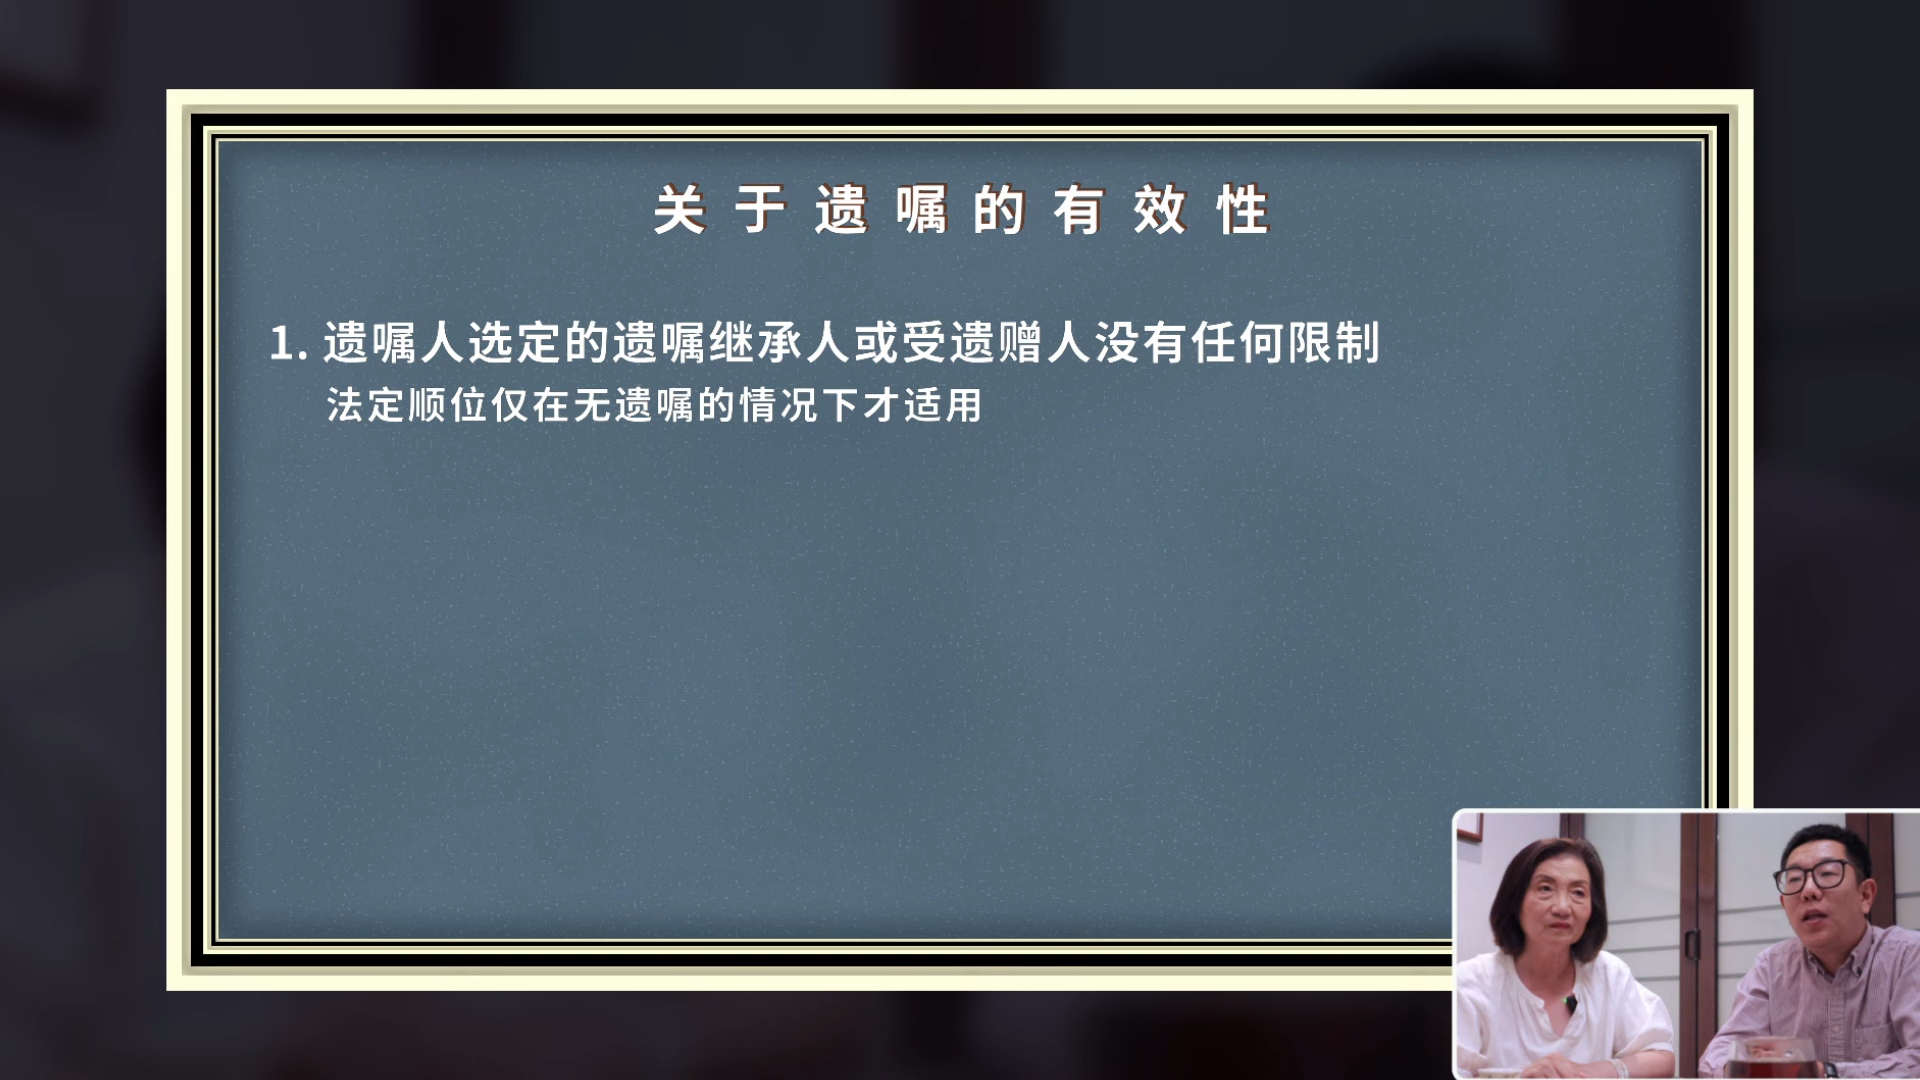 关于遗嘱的有效性
1. 遗嘱人选定的遗嘱继承人或受遗赠人没有任何限制
法定顺位仅在无遗嘱的情况下才适用